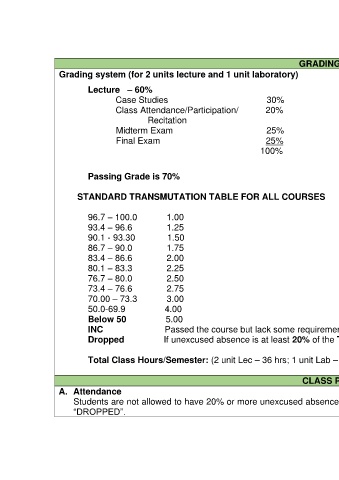 GRADING
Grading system (for 2 units lecture and 1 unit laboratory)
Lecture – 60%
Case Studies 30%
Class Attendance/Participation/ 20%
Recitation
Midterm Exam 25%
Final Exam 25%
100%
Passing Grade is 70%
STANDARD TRANSMUTATION TABLE FOR ALL COURSES
96.7 – 100.0 1.00
93.4 – 96.6 1.25
90.1 - 93.30 1.50
86.7 – 90.0 1.75
83.4 – 86.6 2.00
80.1 – 83.3 2.25
76.7 – 80.0 2.50
73.4 – 76.6 2.75
70.00 – 73.3 3.00
50.0-69.9 4.00
Below 50 5.00
INC Passed the course but lack some requiremen
Dropped If unexcused absence is at least 20% of the
Total Class Hours/Semester: (2 unit Lec – 36 hrs; 1 unit Lab –
CLASS
A. Attendance
Students are not allowed to have 20% or more unexcused absence
“DROPPED”.